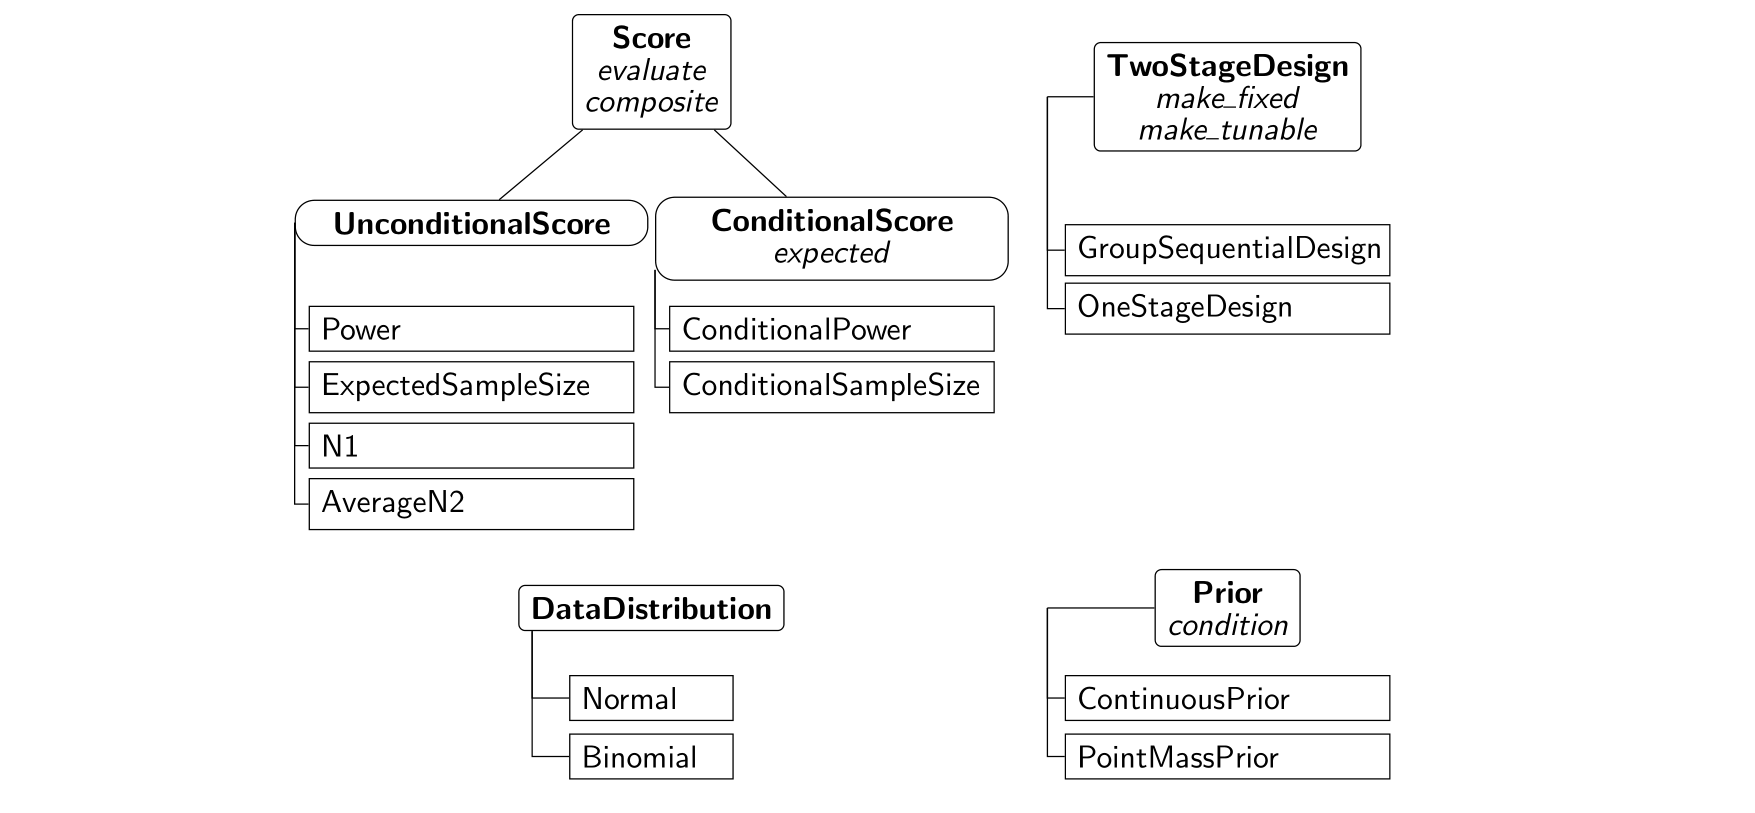 Score
evaluate
composite
TwoStageDesign
make_fixed
make_tunable
UnconditionalScore
ConditionalScore
expected
GroupSequentialDesign
OneStageDesign
Power
ExpectedSampleSize
N1
AverageN2
ConditionalPower
ConditionalSampleSize
DataDistribution
Normal
Binomial
Prior
condition
ContinuousPrior
PointMassPrior